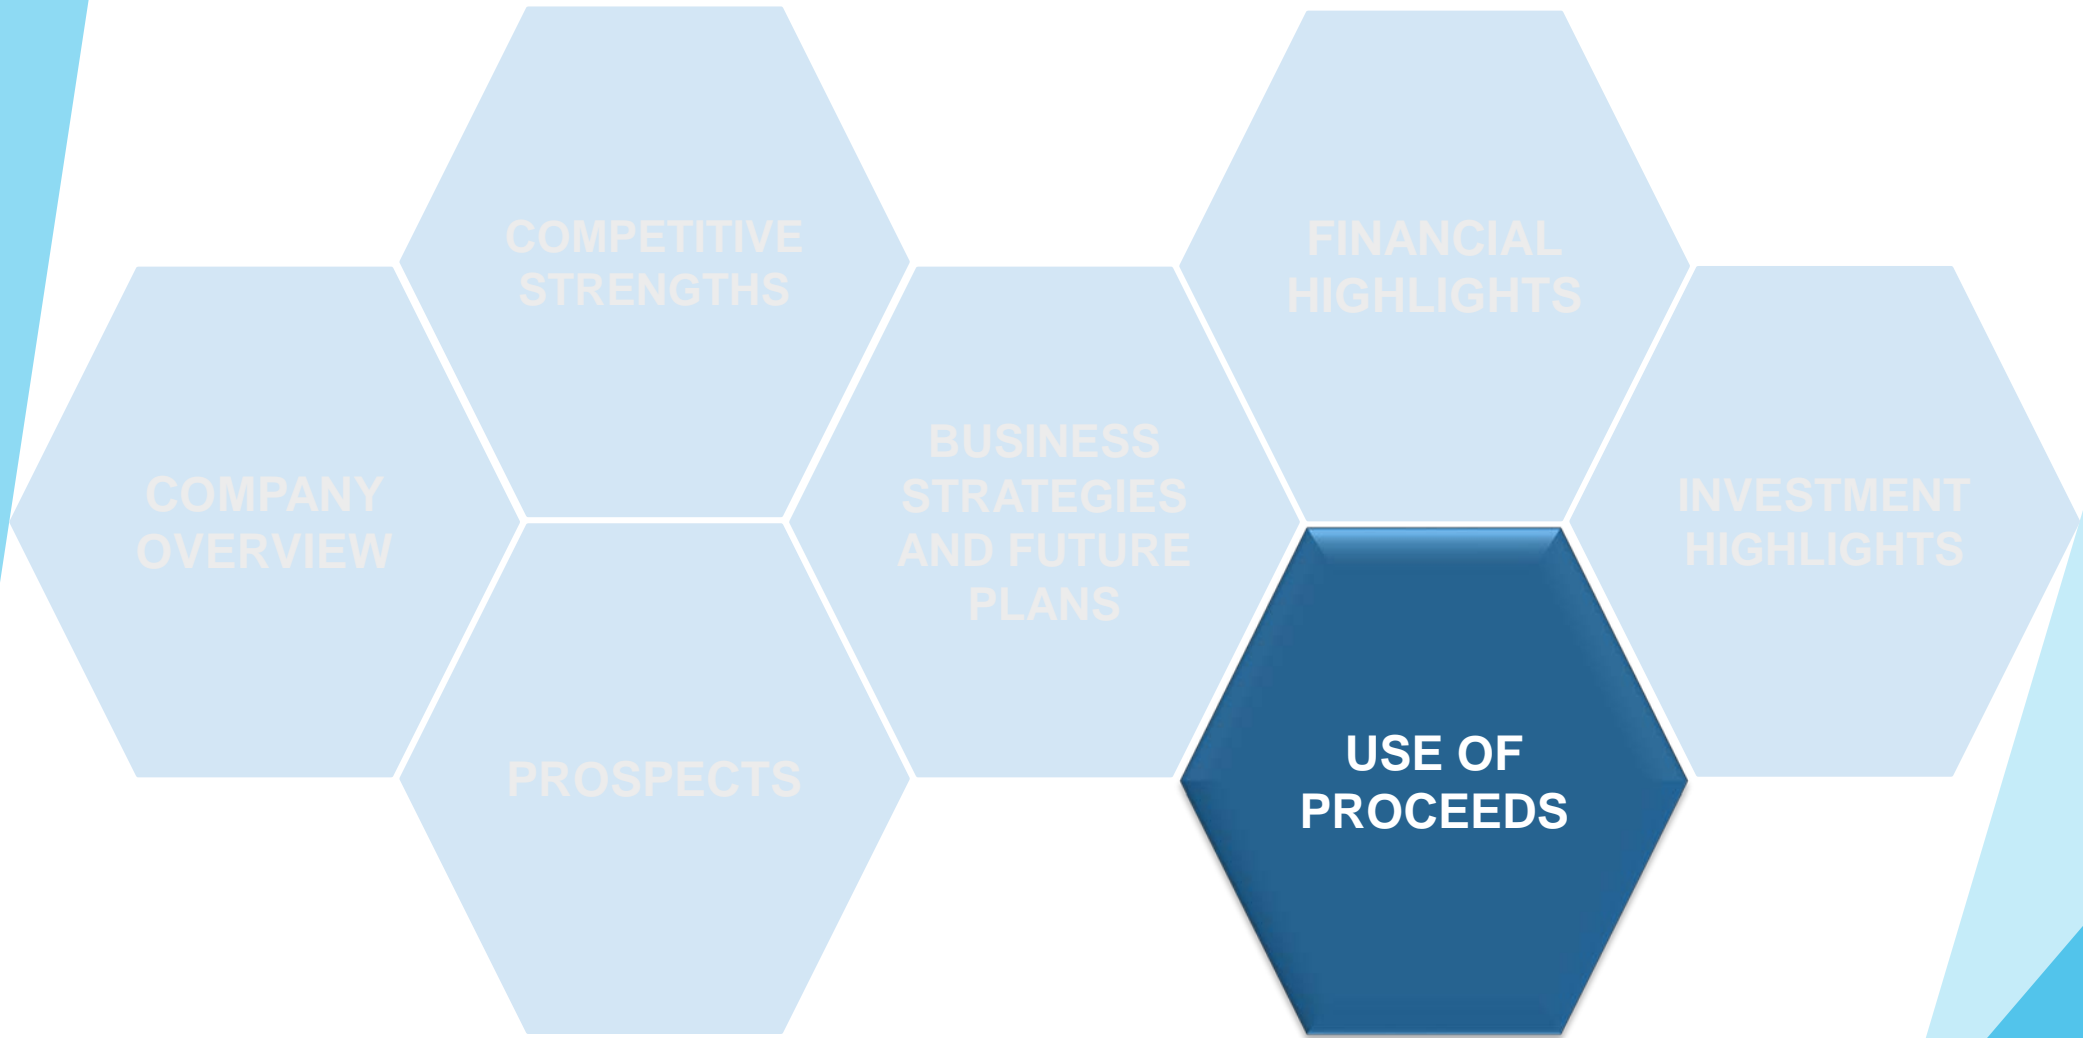 COMPANY
OVERVIEW
COMPETITIVE
STRENGTHS
PROSPECTS
BUSINESS
STRATEGIES
AND FUTURE
PLANS
FINANCIAL
HIGHLIGHTS
USE OF
PROCEEDS
INVESTMENT
HIGHLIGHTS